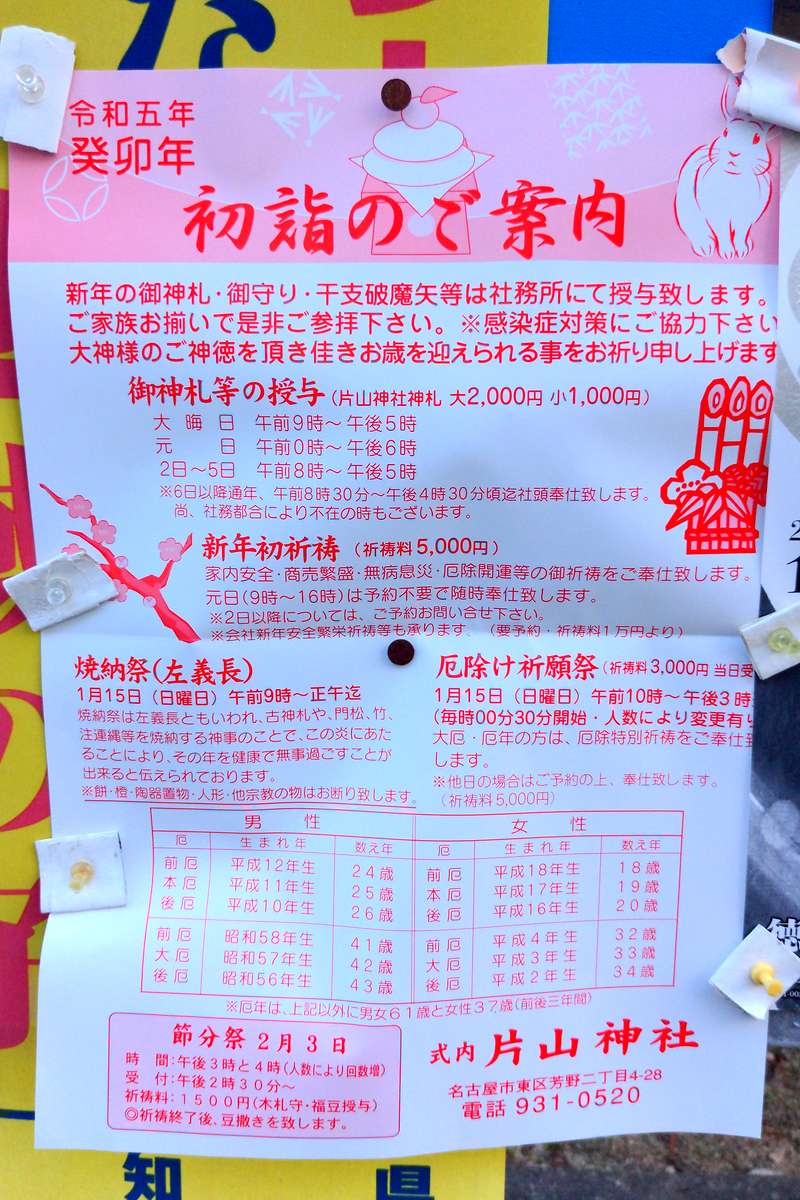 令和五年
癸卯年
初詣のご案内
新年の御神札・御守り・干支破魔矢等は社務所にて授与致します。
ご家族お揃いで是非ご参拝下さい。※感染症対策にご協力下さい
大神様のご神徳を頂き佳きお歳を迎えられる事をお祈り申し上げます
御神札等の授与(片山神社神札 大2,000円 小1,000円)
大晦日 午前9時～午後5時
元日 午前0時～午後6時
2日～5日 午前8時～午後5時
※6日以降通年、午前8時30分～午後4時30分頃迄社頭奉仕致します。
尚、社務都合により不在の時もございます。
新年初祈祷(祈祷料5,000円)
家内安全・商売繁盛・無病息災・厄除開運等の御祈祷をご奉仕致します。
元日(9時～16時)は予約不要で随時奉仕致します。
※2日以降については、ご予約お問い合せ下さい。
※会社新年安全繁栄祈祷等も承ります。(要予約・祈祷料1万円より)
焼納祭(左義長)
1月15日(日曜日)午前9時～正午迄
焼納祭は左義長ともいわれ、古神札や、門松、竹、
注連縄等を焼納する神事のことで、この炎にあた
ることにより、その年を健康で無事過ごすことが
出来ると伝えられております。
※餅・橙・陶器置物・人形・他宗教の物はお断り致します。
厄除け祈願祭(祈祷料3,000円 当日受
1月15日(日曜日)午前10時～午後3時
(毎時00分30分開始・人数により変更有り
大厄・厄年の方は、厄除特別祈祷をご奉仕致
します。
※他日の場合はご予約の上、奉仕致します。
(祈祷料5,000円)
男性 女性
厄 生まれ年 数え年 厄 生まれ年 数え年
前厄 平成12年生 24歳 前厄 平成18年生 18歳
本厄 平成11年生 25歳 本厄 平成17年生 19歳
後厄 平成10年生 26歳 後厄 平成16年生 20歳
前厄 昭和58年生 41歳 前厄 平成4年生 32歳
大厄 昭和57年生 42歳 大厄 平成3年生 33歳
後厄 昭和56年生 43歳 後厄 平成2年生 34歳
※厄年は、上記以外に男女61歳と女性37歳(前後三年間)
節分祭 2月3日
時間:午後3時と4時(人数により回数増)
受付:午後2時30分～
祈祷料:1500円(木札守・福豆授与)
◎祈祷終了後、豆撒きを致します。
式内 片山神社
名古屋市東区芳野二丁目4-28
電話 931-0520
知 県